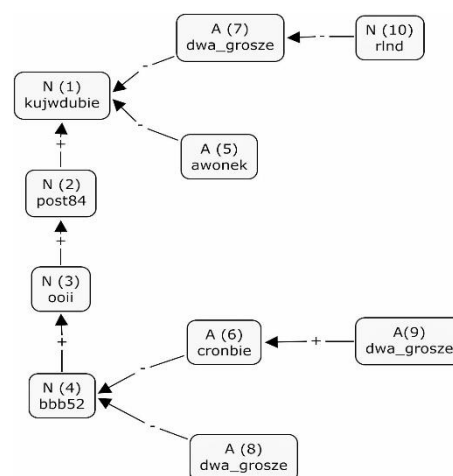 A (7)
dwa_grosze
N (10)
rlnd
-
-
N (1)
kujwdubie
-
A (5)
awonek
+
N (2)
post84
+
N (3)
ooii
+
A (6)
cronbie
+
A(9)
dwa_grosze
-
N (4)
bbb52
-
A (8)
dwa_grosze